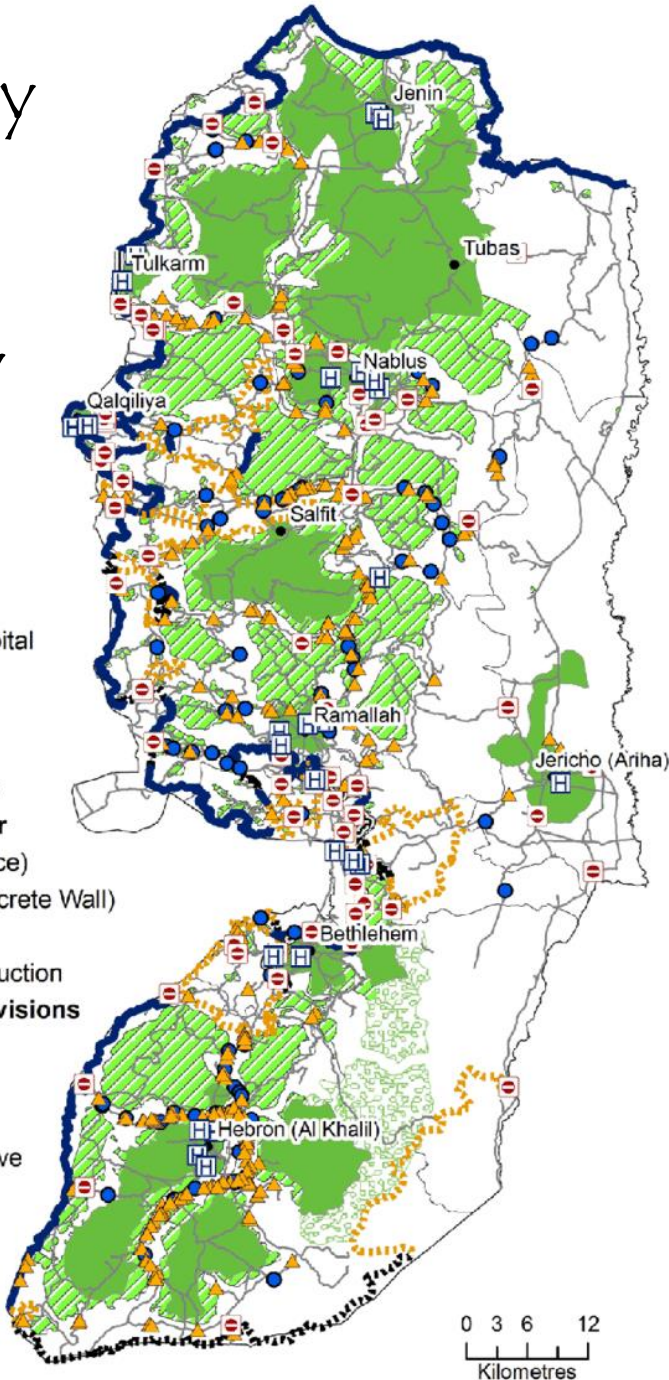 y
y
Jenin
Tubas
Tulkarm
Nablus
Qalqiliya
Salfit
pital
Ramallah
Jericho (Ariha)
r
ce)
crete Wall)
Bethlehem
uction
visions
Hebron (Al Khalil)
ve
0 3 6 12
Kilometres